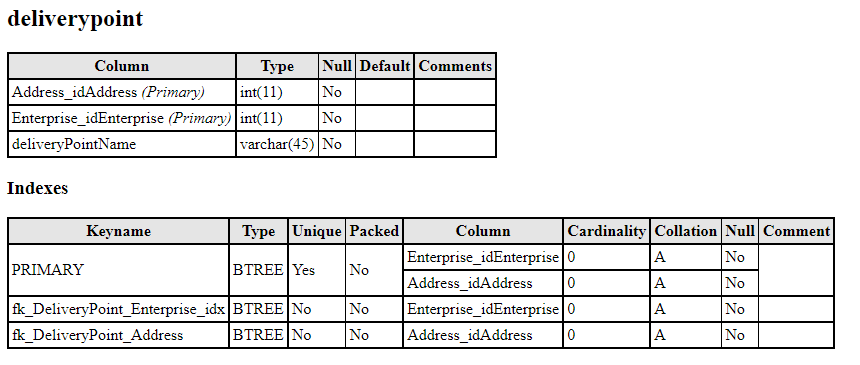 deliverypoint
Column Type Null Default Comments
Address_idAddress (Primary) int(11) No
Enterprise_idEnterprise (Primary) int(11) No
deliveryPointName varchar(45) No
Indexes
Keyname Type Unique Packed Column Cardinality Collation Null Comment
PRIMARY BTREE Yes No Enterprise_idEnterprise 0 A No
Address_idAddress 0 A No
fk_DeliveryPoint_Enterprise_idx BTREE No No Enterprise_idEnterprise 0 A No
fk_DeliveryPoint_Address BTREE No No Address_idAddress 0 A No